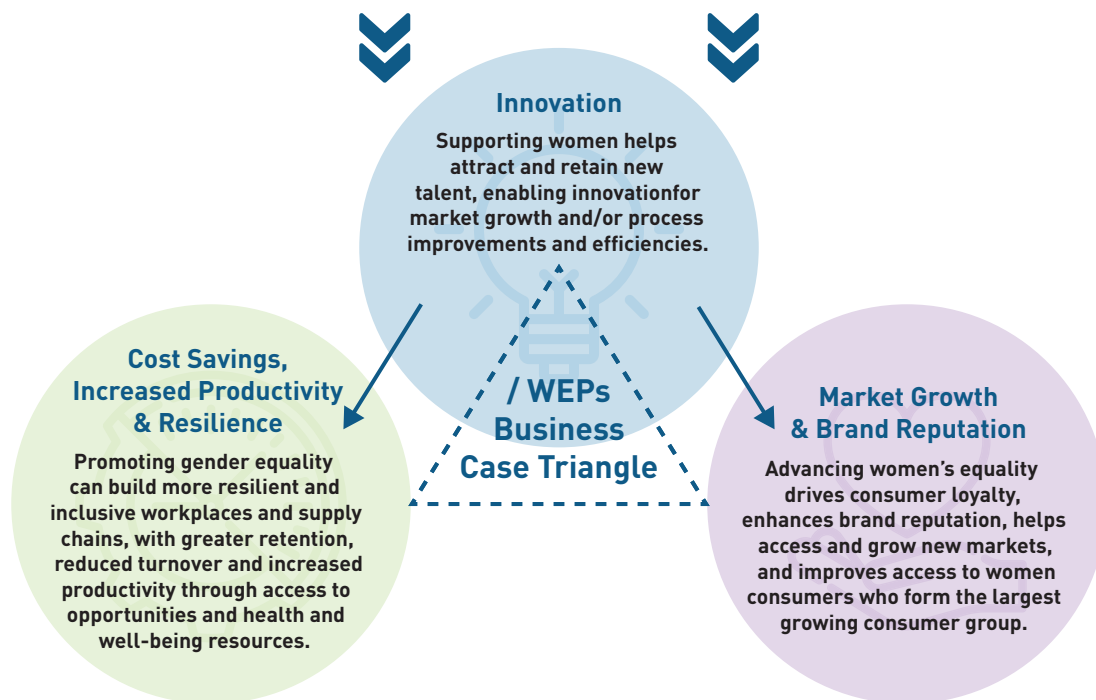 Innovation
Supporting women helps
attract and retain new
talent, enabling innovationfor
market growth and/or process
improvements and efficiencies.
Cost Savings,
Increased Productivity
& Resilience
Promoting gender equality
can build more resilient and
inclusive workplaces and supply
chains, with greater retention,
reduced turnover and increased
productivity through access to
opportunities and health and
well-being resources.
/ WEPs
Business
Case Triangle
Market Growth
& Brand Reputation
Advancing women’s equality
drives consumer loyalty,
enhances brand reputation, helps
access and grow new markets,
and improves access to women
consumers who form the largest
growing consumer group.